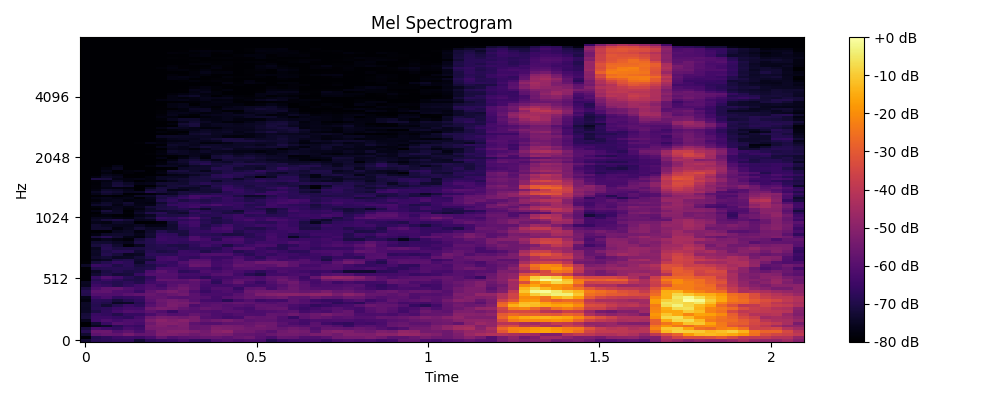 Mel Spectrogram
+0 dB
-10 dB
-20 dB
-30 dB
-40 dB
-50 dB
-60 dB
-70 dB
-80 dB
Hz
4096
2048
1024
512
0
0
0.5
1
1.5
2
Time